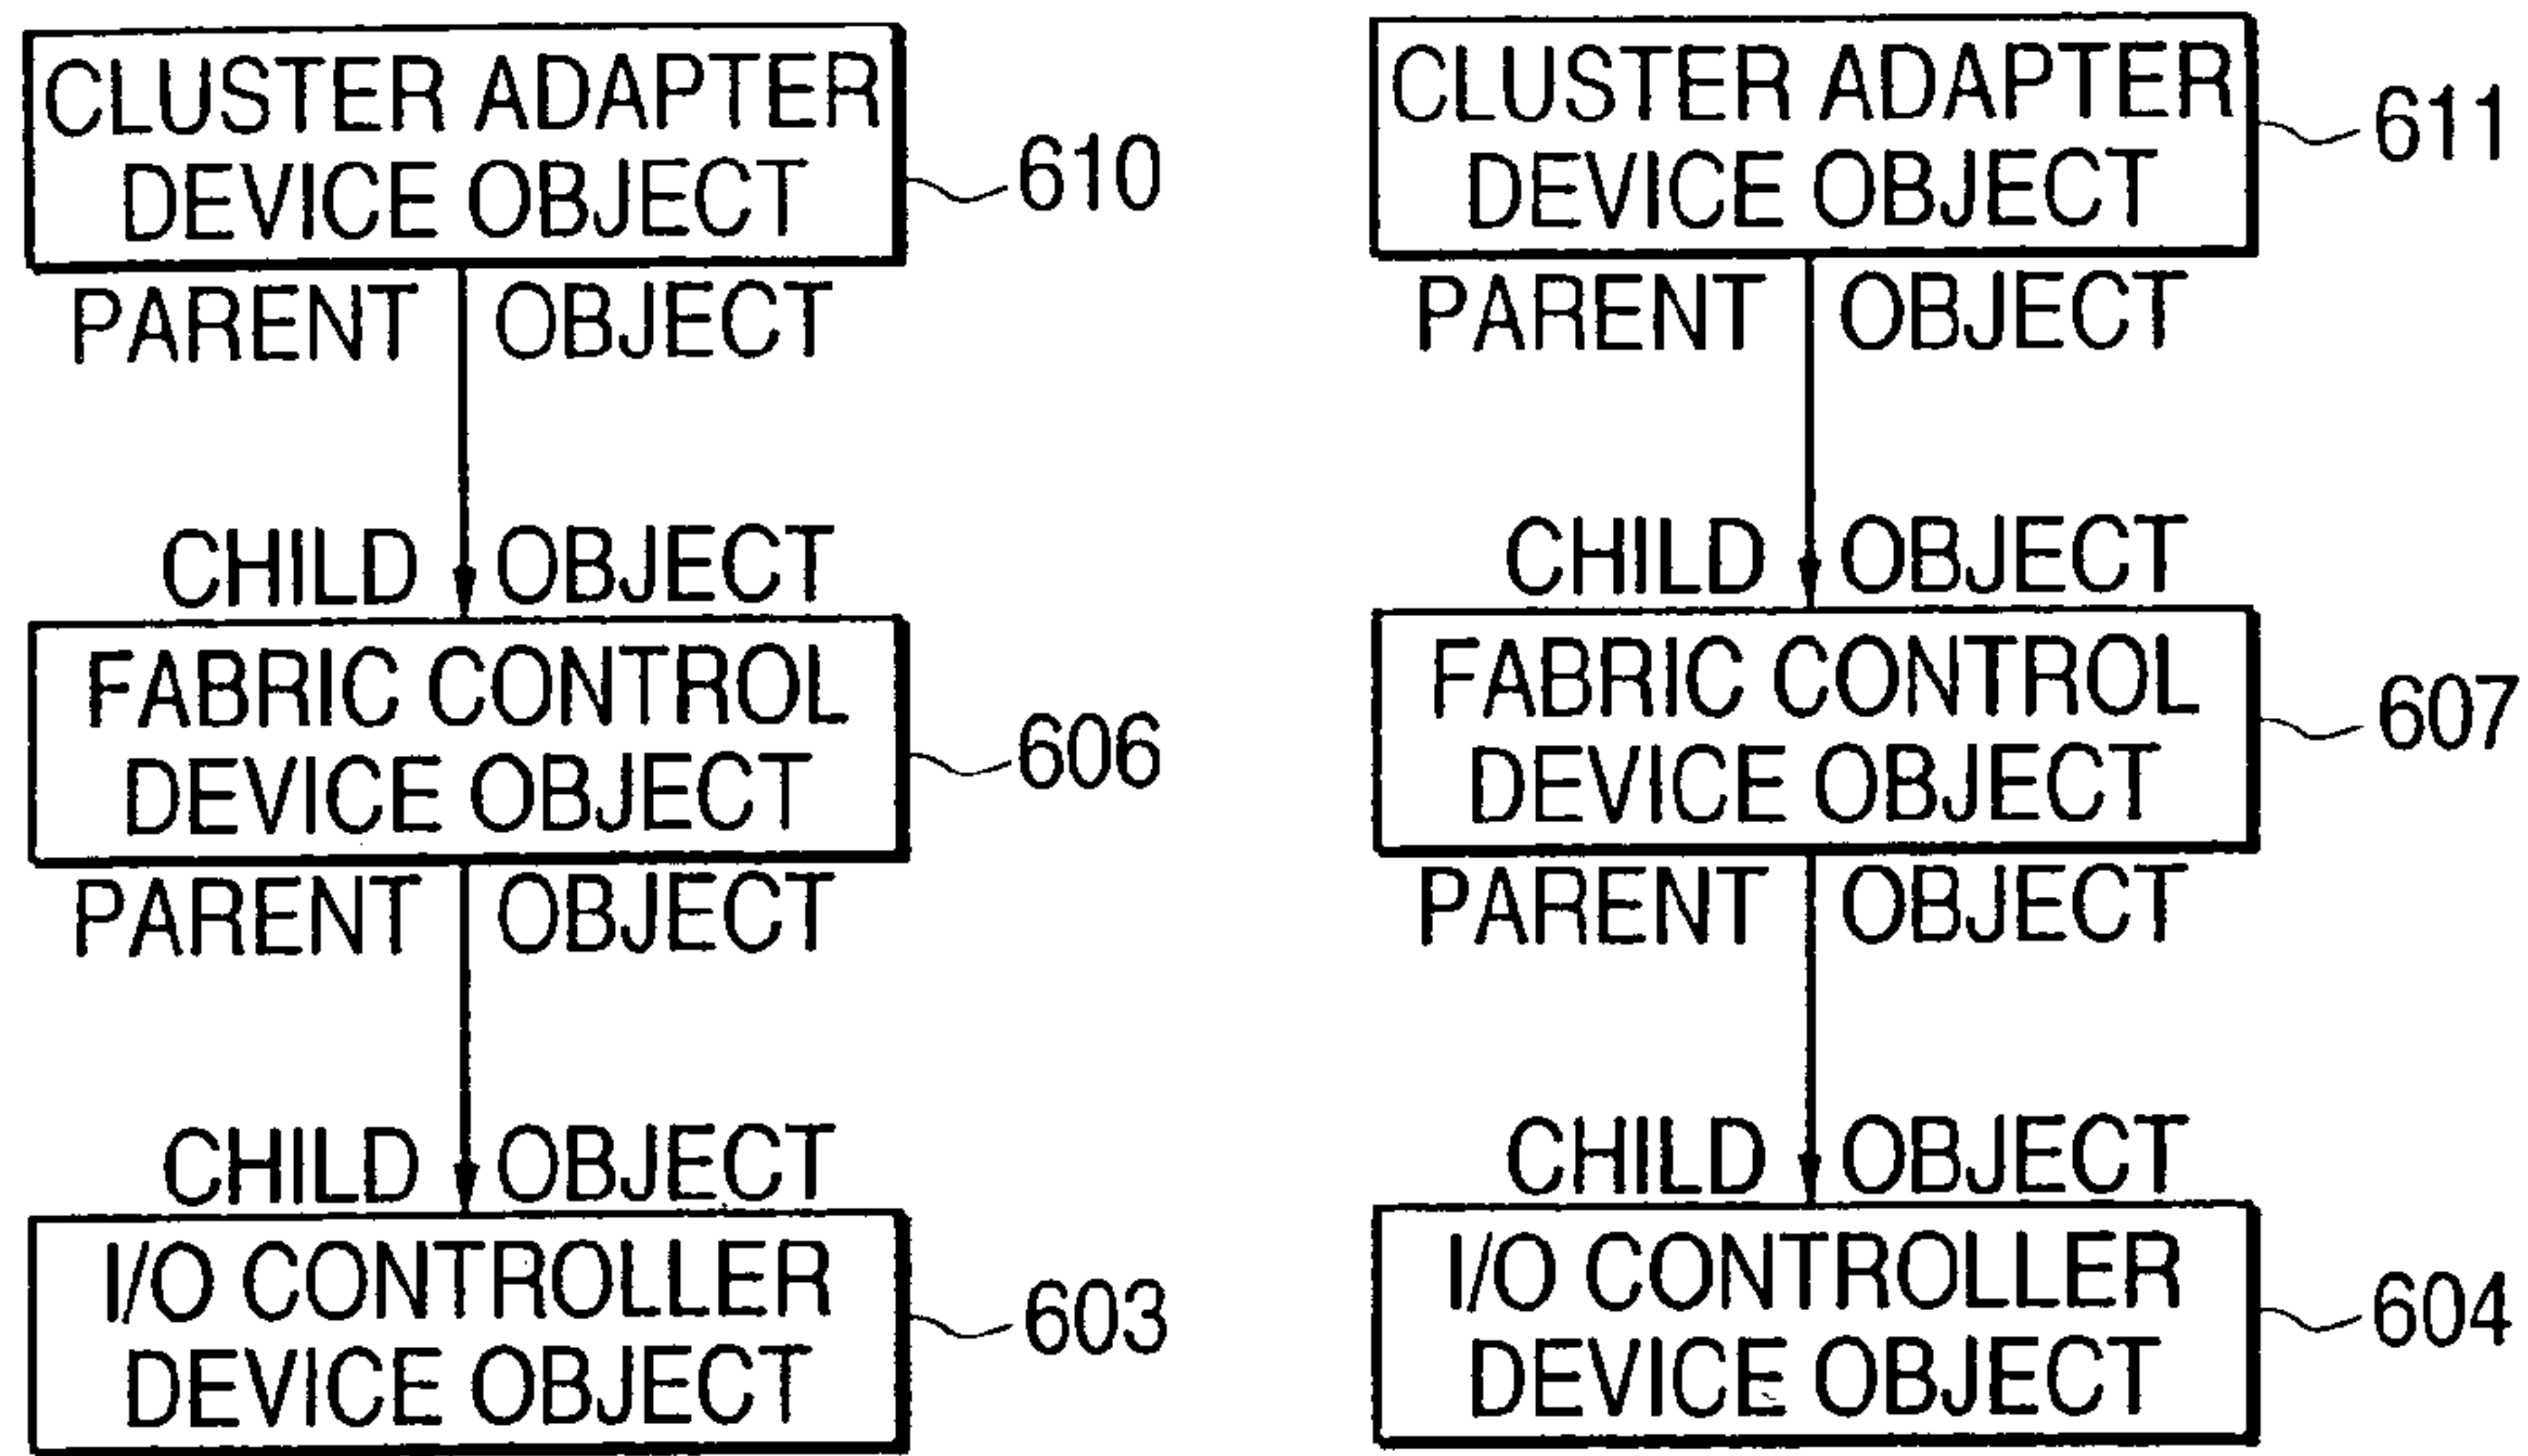 CLUSTER ADAPTER
DEVICE OBJECT
610
PARENT OBJECT
CHILD OBJECT
FABRIC CONTROL
DEVICE OBJECT
606
PARENT OBJECT
CHILD OBJECT
I/O CONTROLLER
DEVICE OBJECT
603
CLUSTER ADAPTER
DEVICE OBJECT
611
PARENT OBJECT
CHILD OBJECT
FABRIC CONTROL
DEVICE OBJECT
607
PARENT OBJECT
CHILD OBJECT
I/O CONTROLLER
DEVICE OBJECT
604